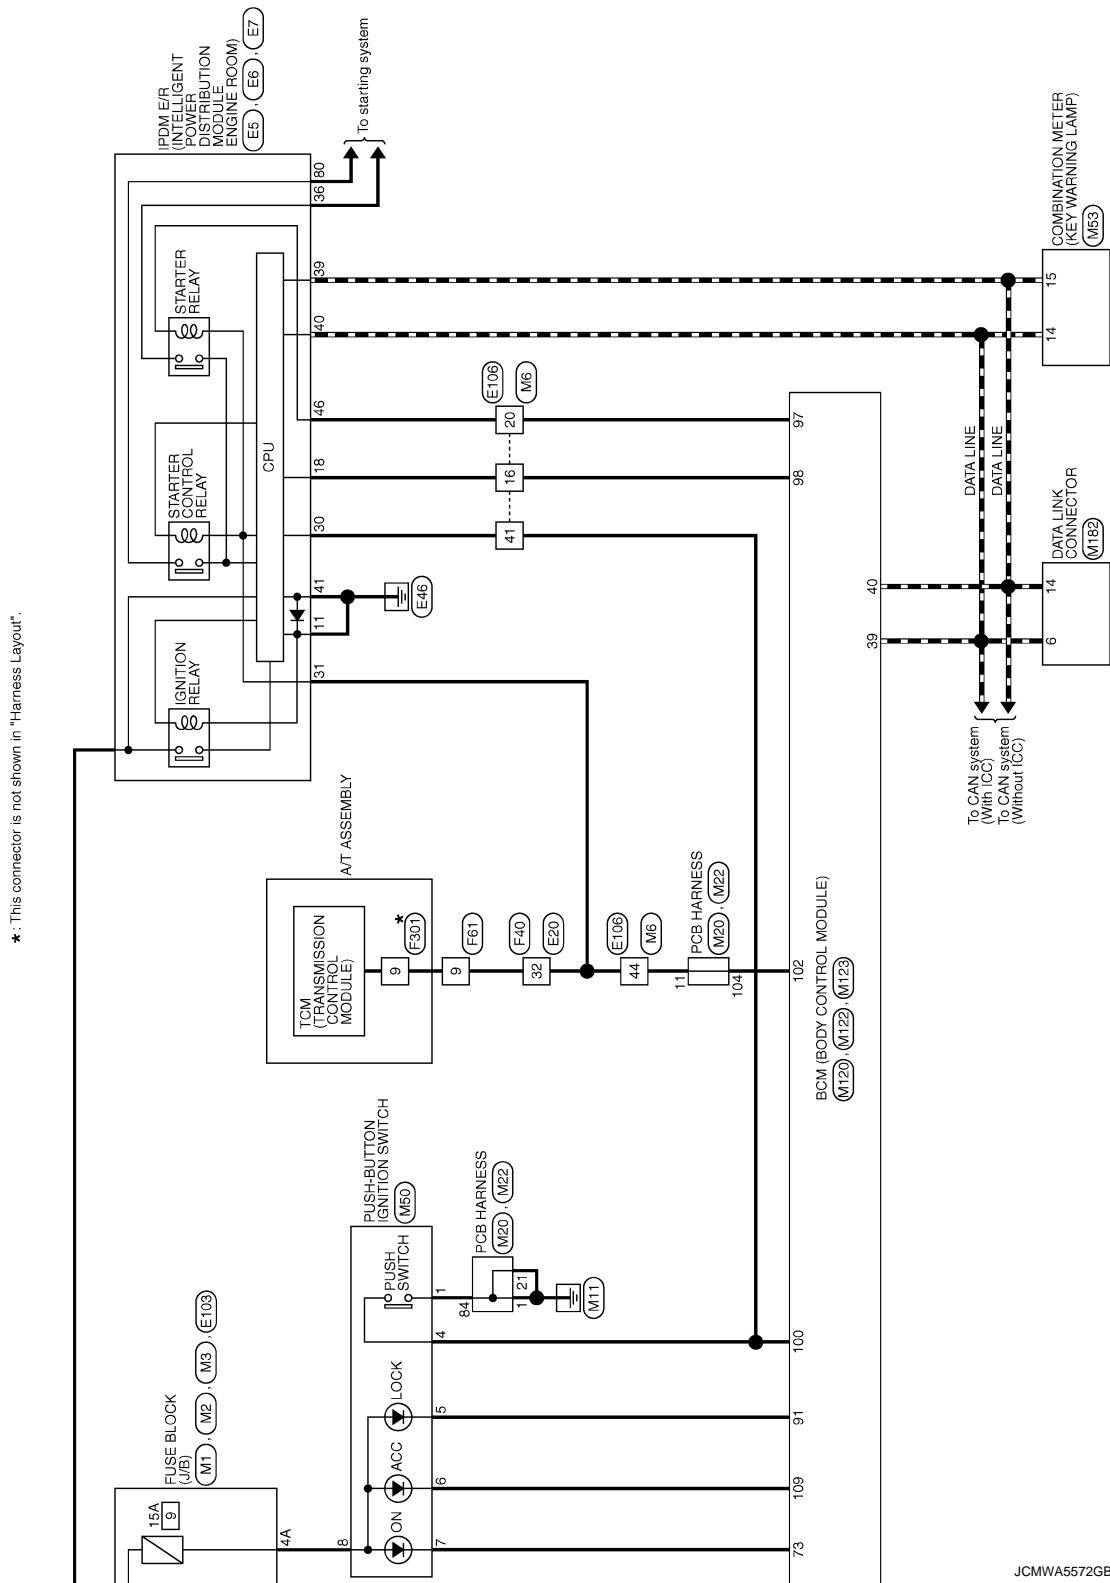 ★ : This connector is not shown in "Harness Layout".
IPDM E/R
(INTELLIGENT
POWER
DISTRIBUTION
MODULE
ENGINE ROOM)
E5 , E6 , E7
To starting system
80
36
STARTER
RELAY
39
40
CPU
STARTER
CONTROL
RELAY
46
18
30
41
11
31
IGNITION
RELAY
E106
M6
20
16
41
E46
97
98
COMBINATION METER
(KEY WARNING LAMP)
M53
15
14
DATA LINE
DATA LINE
DATA LINK
CONNECTOR
M182
14
6
40
39
To CAN system
(With ICC)
To CAN system
(Without ICC)
A/T ASSEMBLY
TCM
(TRANSMISSION
CONTROL
MODULE)
9
★
F301
9
F61
32
F40
E20
44
E106
M6
PCB HARNESS
M20 , M22
11
104
102
BCM (BODY CONTROL MODULE)
M120 , M122 , M123
PUSH-BUTTON
IGNITION SWITCH
M50
PUSH
SWITCH
1
4
84
PCB HARNESS
M20 , M22
1
21
M11
100
LOCK
5
91
ACC
6
109
ON
7
73
8
FUSE BLOCK
(J/B)
M1 , M2 , M3 , E103
15A
9
4A
JCMWA5572GB